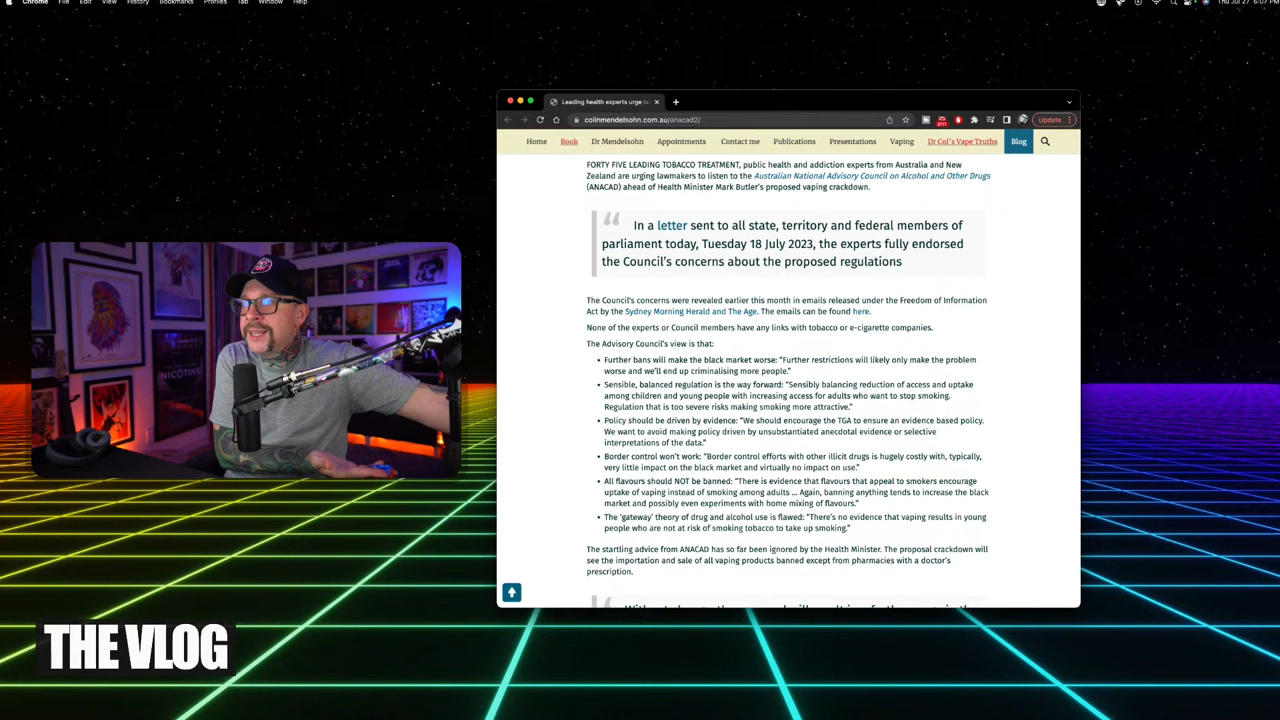 Chrome File Edit View History Bookmarks Profiles Tab Window Help
Thu Jul 27 6:07 PM
Leading health experts urge la
colinmendelsohn.com.au/anacad2/
Update
Home Book Dr Mendelsohn Appointments Contact me Publications Presentations Vaping Dr Col's Vape Truths Blog
FORTY FIVE LEADING TOBACCO TREATMENT, public health and addiction experts from Australia and New
Zealand are urging lawmakers to listen to the Australian National Advisory Council on Alcohol and Other Drugs
(ANACAD) ahead of Health Minister Mark Butler's proposed vaping crackdown.
“ In a letter sent to all state, territory and federal members of
parliament today, Tuesday 18 July 2023, the experts fully endorsed
the Council's concerns about the proposed regulations
The Council's concerns were revealed earlier this month in emails released under the Freedom of Information
Act by the Sydney Morning Herald and The Age. The emails can be found here.
None of the experts or Council members have any links with tobacco or e-cigarette companies.
The Advisory Council's view is that:
• Further bans will make the black market worse: “Further restrictions will likely only make the problem
worse and we'll end up criminalising more people.”
• Sensible, balanced regulation is the way forward: “Sensibly balancing reduction of access and uptake
among children and young people with increasing access for adults who want to stop smoking.
Regulation that is too severe risks making smoking more attractive.”
• Policy should be driven by evidence: “We should encourage the TGA to ensure an evidence based policy.
We want to avoid making policy driven by unsubstantiated anecdotal evidence or selective
interpretations of the data.”
• Border control won't work: “Border control efforts with other illicit drugs is hugely costly with, typically,
very little impact on the black market and virtually no impact on use.”
• All flavours should NOT be banned: “There is evidence that flavours that appeal to smokers encourage
uptake of vaping instead of smoking among adults ... Again, banning anything tends to increase the black
market and possibly even experiments with home mixing of flavours.”
• The ‘gateway’ theory of drug and alcohol use is flawed: “There's no evidence that vaping results in young
people who are not at risk of smoking tobacco to take up smoking.”
The startling advice from ANACAD has so far been ignored by the Health Minister. The proposal crackdown will
see the importation and sale of all vaping products banned except from pharmacies with a doctor's
prescription.
NICOTINE
THE VLOG